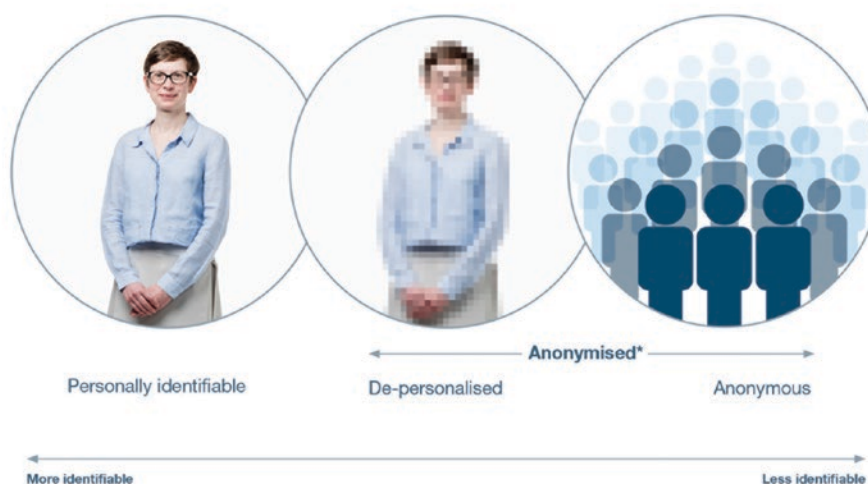 Anonymised*
Personally identifiable
De-personalised
Anonymous
More identifiable
Less identifiable